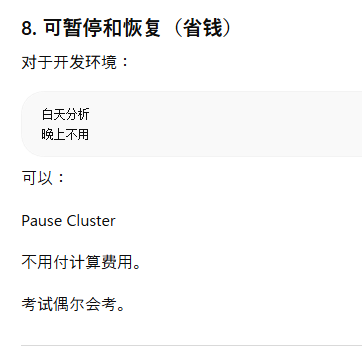 8. 可暂停和恢复（省钱）
对于开发环境：
白天分析
晚上不用
可以：
Pause Cluster
不用付计算费用。
考试偶尔会考。